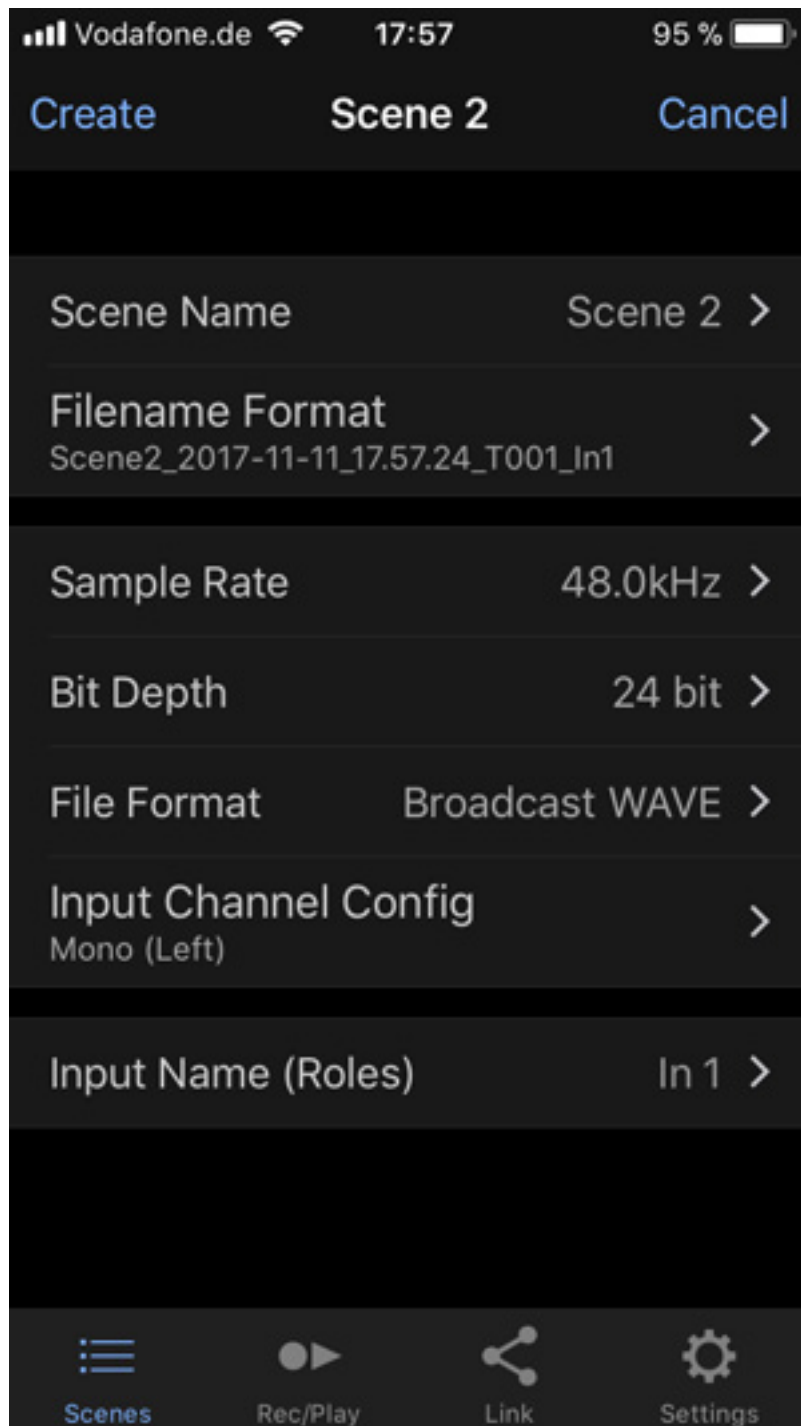 Vodafone.de 17:57 95 %
Create Scene 2 Cancel
Scene Name Scene 2
Filename Format
Scene2_2017-11-11_17.57.24_T001_In1
Sample Rate 48.0kHz
Bit Depth 24 bit
File Format Broadcast WAVE
Input Channel Config
Mono (Left)
Input Name (Roles) In 1
Scenes Rec/Play Link Settings